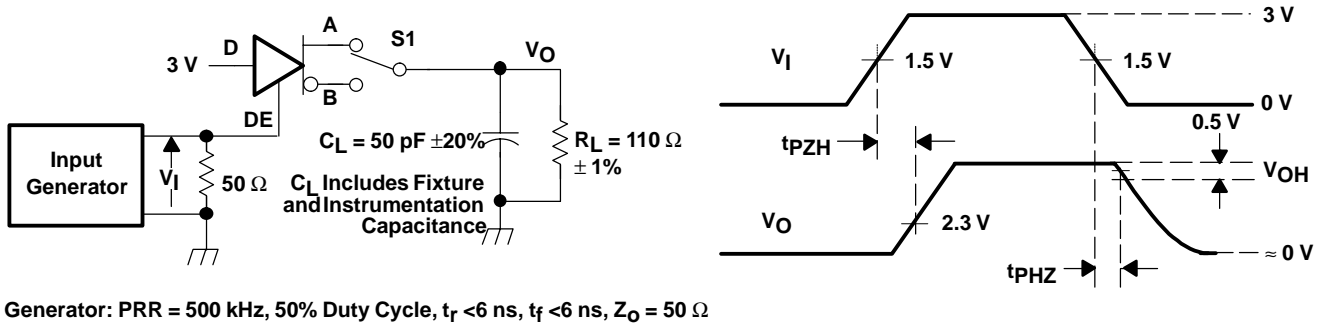 D
3 V
A
B
S1
VO
DE
Input
Generator
VI
50 Ω
CL = 50 pF ±20%
CL Includes Fixture
and Instrumentation
Capacitance
RL = 110 Ω
± 1%
VI
1.5 V
1.5 V
3 V
0 V
0.5 V
tPZH
VOH
VO
2.3 V
≈ 0 V
tPHZ
Generator: PRR = 500 kHz, 50% Duty Cycle, tr <6 ns, tf <6 ns, Zo = 50 Ω